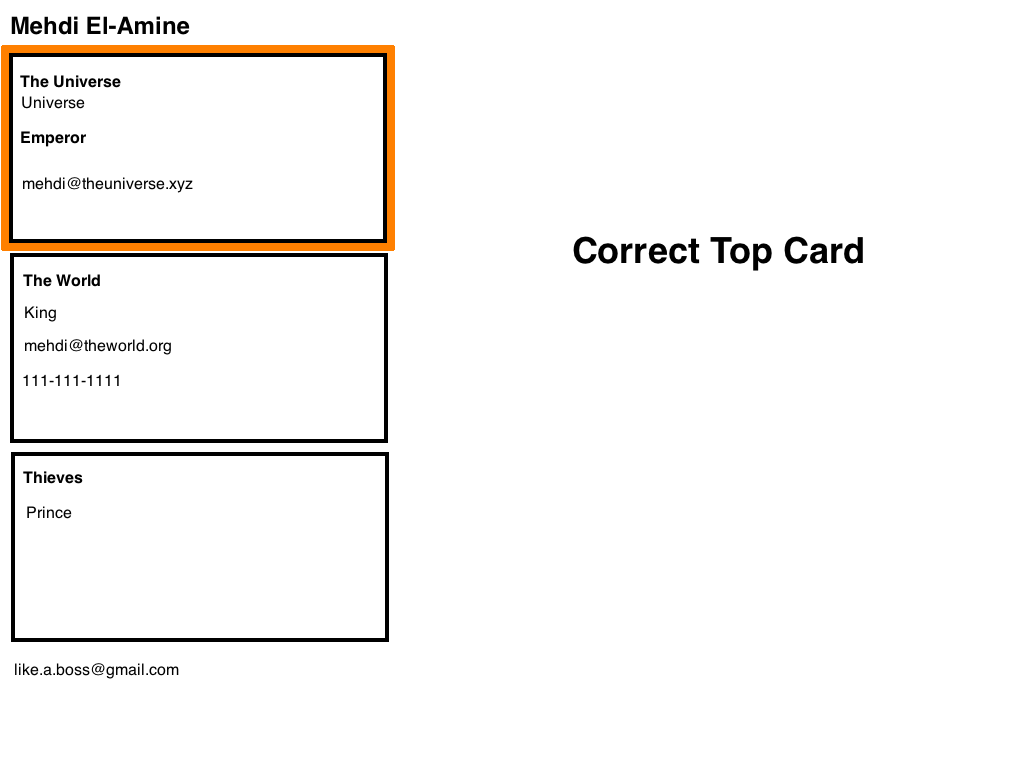 Mehdi El-Amine
The Universe
Universe
Emperor
mehdi@theuniverse.xyz
Correct Top Card
The World
King
mehdi@theworld.org
111-111-1111
Thieves
Prince
like.a.boss@gmail.com